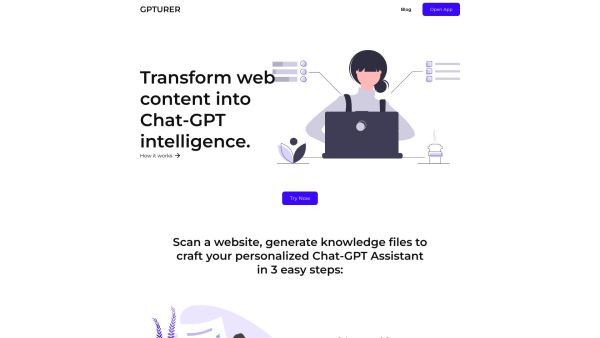 GPTURER
Blog
Open App
Transform web
content into
Chat-GPT
intelligence.
How it works →
Try Now
Scan a website, generate knowledge files to
craft your personalized Chat-GPT Assistant
in 3 easy steps: